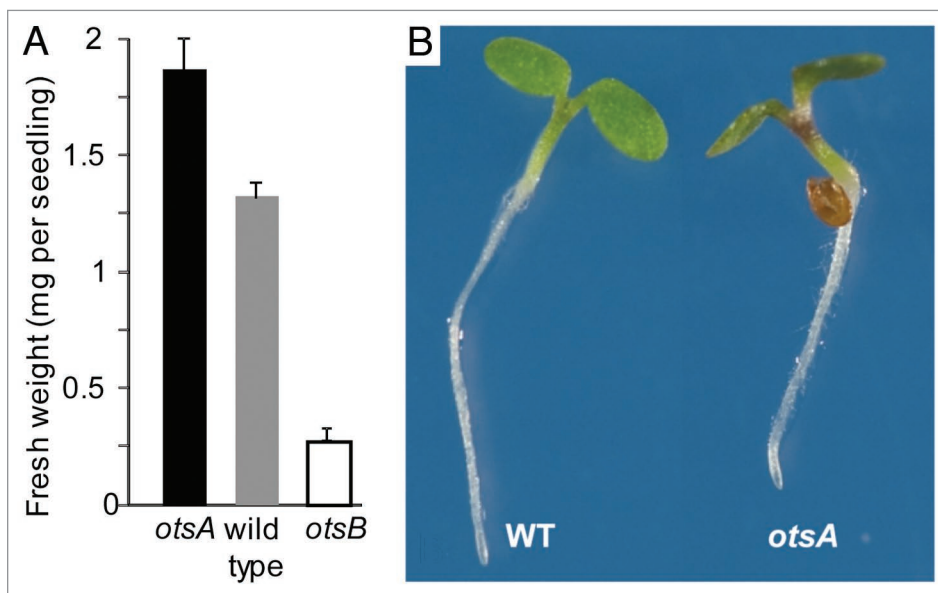 A
Fresh weight (mg per seedling)
2
1.5
1
0.5
0
otsA wild type otsB
B
WT
otsA